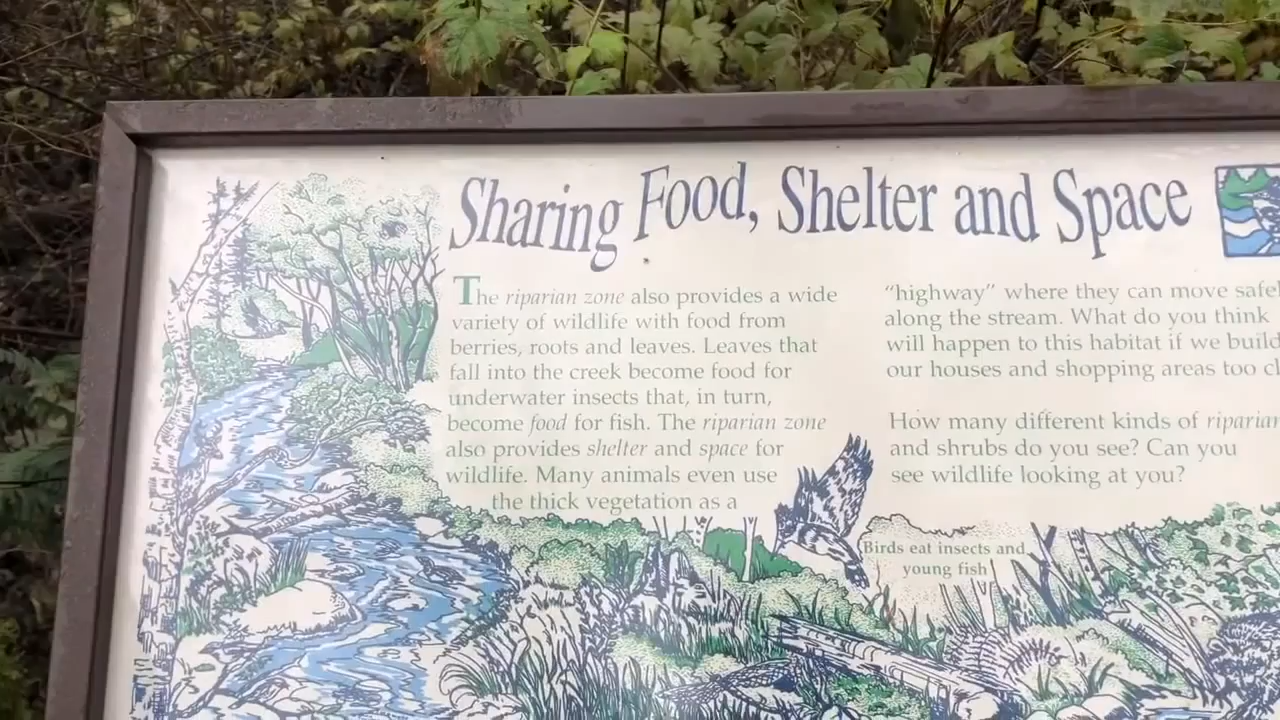 Sharing Food, Shelter and Space
The riparian zone also provides a wide
variety of wildlife with food from
berries, roots and leaves. Leaves that
fall into the creek become food for
underwater insects that, in turn,
become food for fish. The riparian zone
also provides shelter and space for
wildlife. Many animals even use
the thick vegetation as a
"highway" where they can move
along the stream. What do you think
will happen to this habitat if we build
our houses and shopping areas too
How many different kinds of riparian
and shrubs do you see? Can you
see wildlife looking at you?
Birds eat insects and
young fish